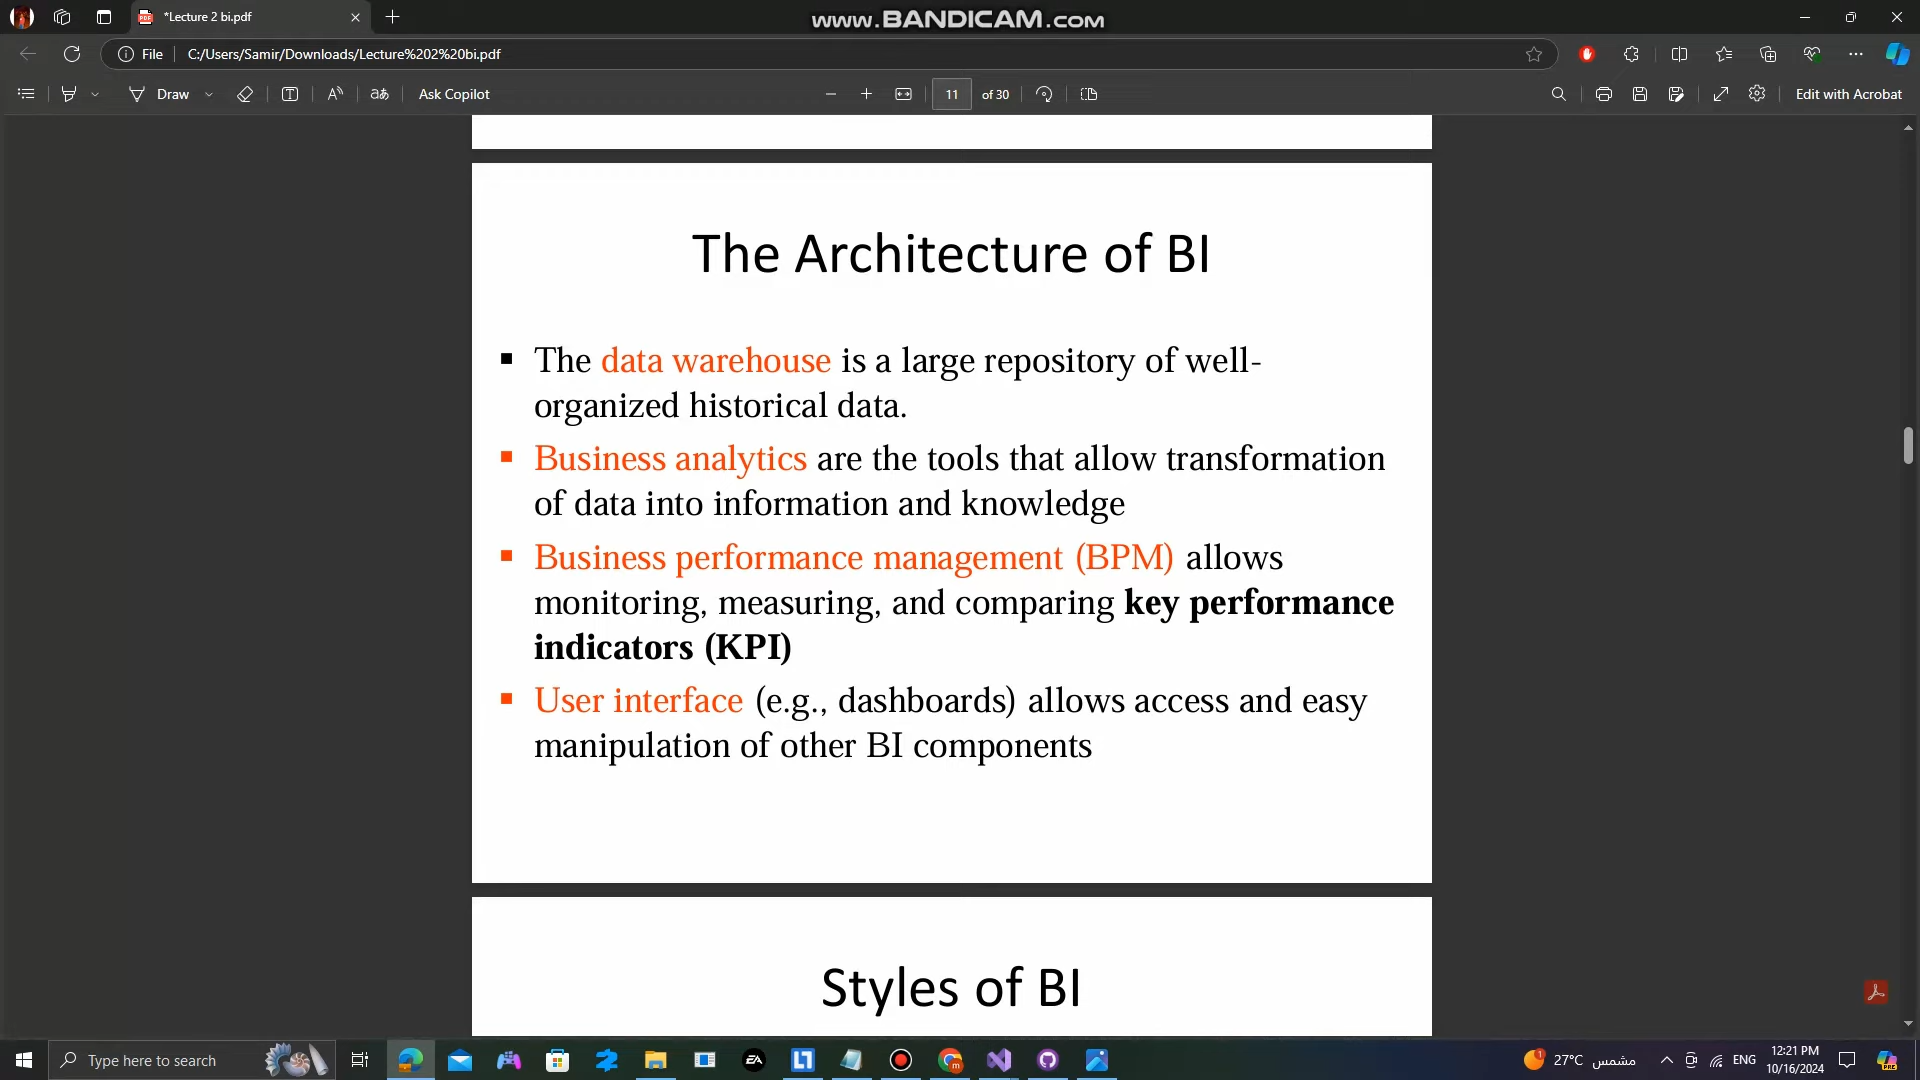 *Lecture 2 bi.pdf
www.BANDICAM.com
File
C:/Users/Samir/Downloads/Lecture%202%20bi.pdf
Draw
aあ
Ask Copilot
11
of 30
Edit with Acrobat
The Architecture of BI
▪ The data warehouse is a large repository of well-
organized historical data.
▪ Business analytics are the tools that allow transformation
of data into information and knowledge
▪ Business performance management (BPM) allows
monitoring, measuring, and comparing key performance
indicators (KPI)
▪ User interface (e.g., dashboards) allows access and easy
manipulation of other BI components
Styles of BI
Type here to search
27°C مشمس
ENG
12:21 PM
10/16/2024